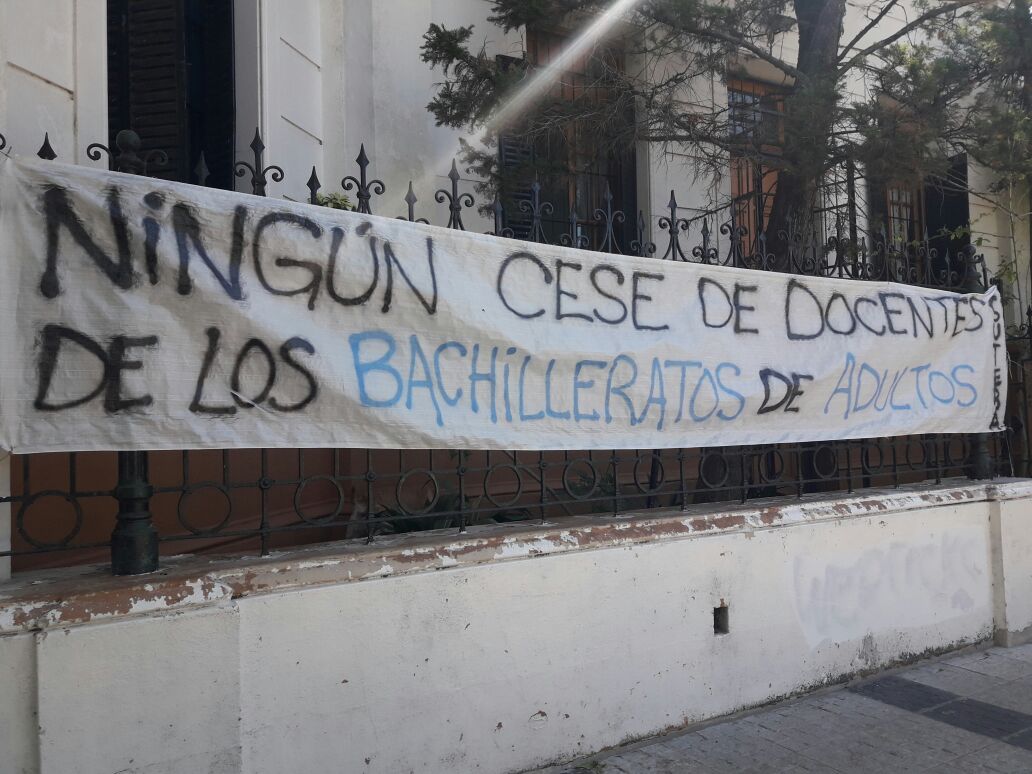 NiNGÚN CESE DE DOCENTES
DE LOS BACHiLLERATOS DE ADULTOS
SUTEBA